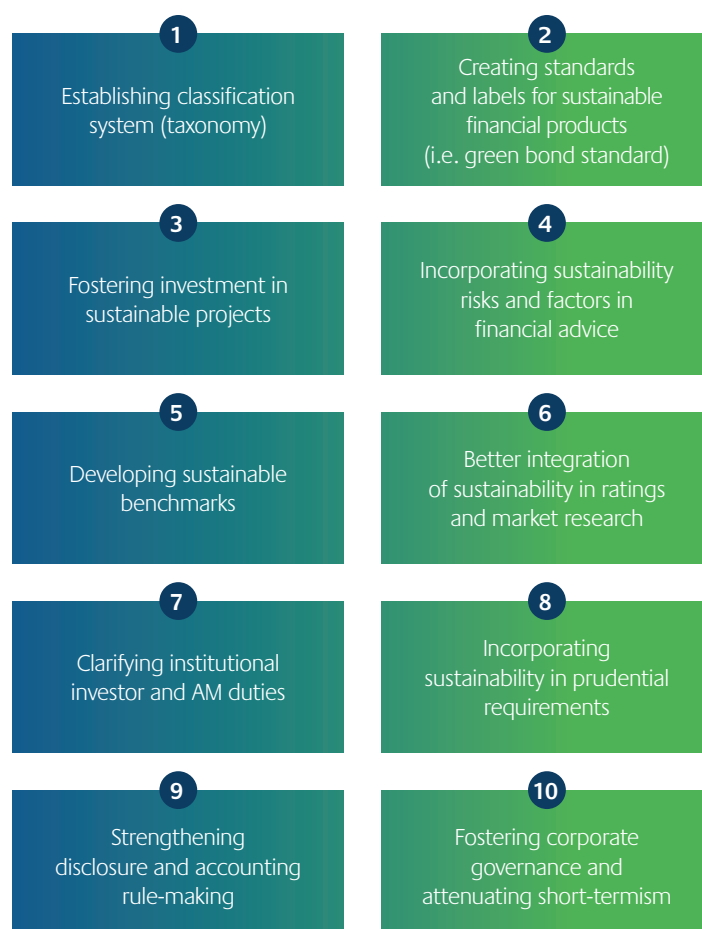 1
Establishing classification
system (taxonomy)
2
Creating standards
and labels for sustainable
financial products
(i.e. green bond standard)
3
Fostering investment in
sustainable projects
4
Incorporating sustainability
risks and factors in
financial advice
5
Developing sustainable
benchmarks
6
Better integration
of sustainability in ratings
and market research
7
Clarifying institutional
investor and AM duties
8
Incorporating
sustainability in prudential
requirements
9
Strengthening
disclosure and accounting
rule-making
10
Fostering corporate
governance and
attenuating short-termism